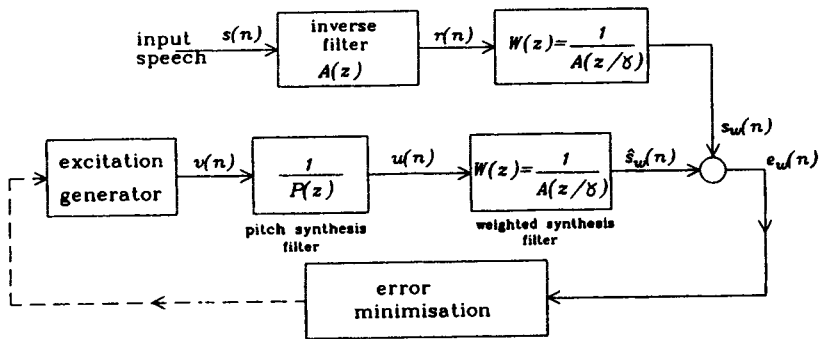 input
speech
s(n)
inverse
filter
A(z)
r(n)
W(z)=1/A(z/γ)
s_w(n)
excitation
generator
v(n)
1/P(z)
pitch synthesis
filter
u(n)
W(z)=1/A(z/γ)
weighted synthesis
filter
ŝ_w(n)
e_w(n)
error
minimisation